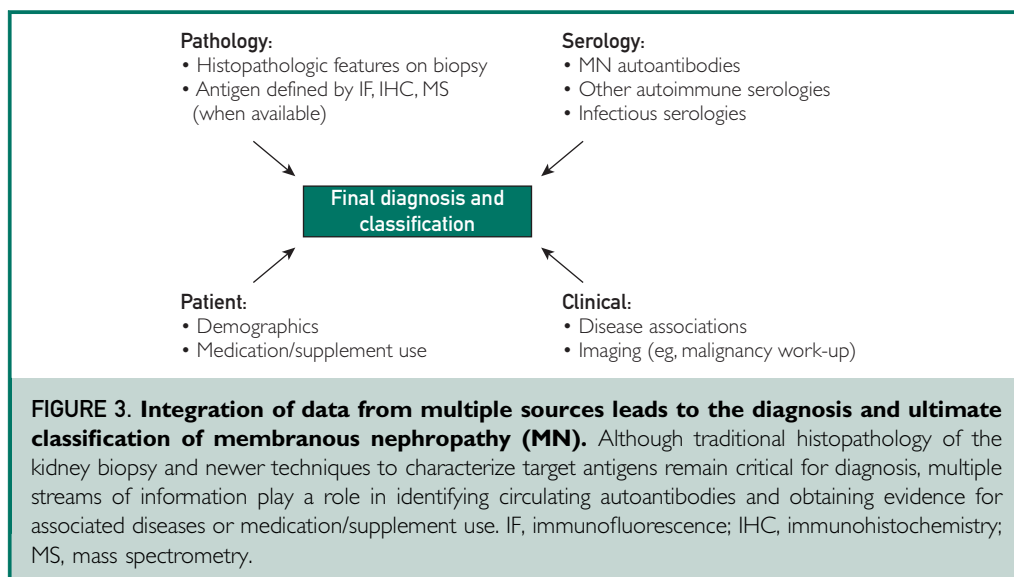 Pathology:
• Histopathologic features on biopsy
• Antigen defined by IF, IHC, MS
(when available)
Serology:
• MN autoantibodies
• Other autoimmune serologies
• Infectious serologies
Final diagnosis and
classification
Patient:
• Demographics
• Medication/supplement use
Clinical:
• Disease associations
• Imaging (eg, malignancy work-up)
FIGURE 3. Integration of data from multiple sources leads to the diagnosis and ultimate
classification of membranous nephropathy (MN). Although traditional histopathology of the
kidney biopsy and newer techniques to characterize target antigens remain critical for diagnosis, multiple
streams of information play a role in identifying circulating autoantibodies and obtaining evidence for
associated diseases or medication/supplement use. IF, immunofluorescence; IHC, immunohistochemistry;
MS, mass spectrometry.